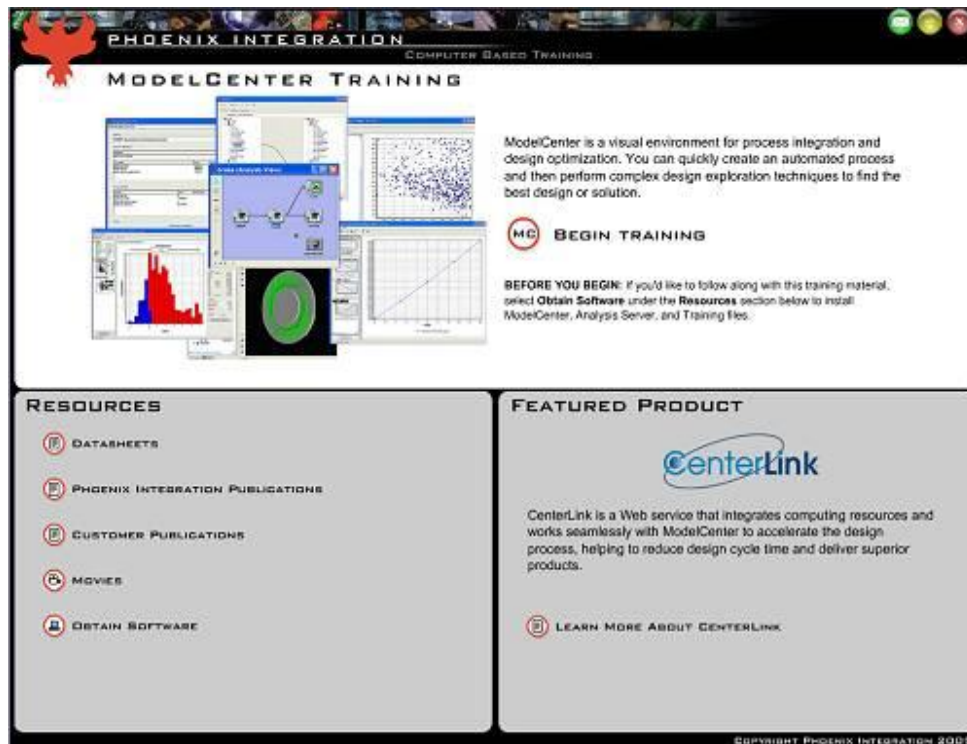 PHOENIX INTEGRATION
COMPUTER BASED TRAINING
MODELCENTER TRAINING
ModelCenter is a visual environment for process integration and
design optimization. You can quickly create an automated process
and then perform complex design exploration techniques to find the
best design or solution.
MC BEGIN TRAINING
BEFORE YOU BEGIN: If you'd like to follow along with this training material,
select Obtain Software under the Resources section below to install
ModelCenter, Analysis Server, and Training files.
RESOURCES
DATASHEETS
PHOENIX INTEGRATION PUBLICATIONS
CUSTOMER PUBLICATIONS
MOVIES
OBTAIN SOFTWARE
FEATURED PRODUCT
CenterLink
CenterLink is a Web service that integrates computing resources and
works seamlessly with ModelCenter to accelerate the design
process, helping to reduce design cycle time and deliver superior
products.
LEARN MORE ABOUT CENTERLINK
COPYRIGHT PHOENIX INTEGRATION